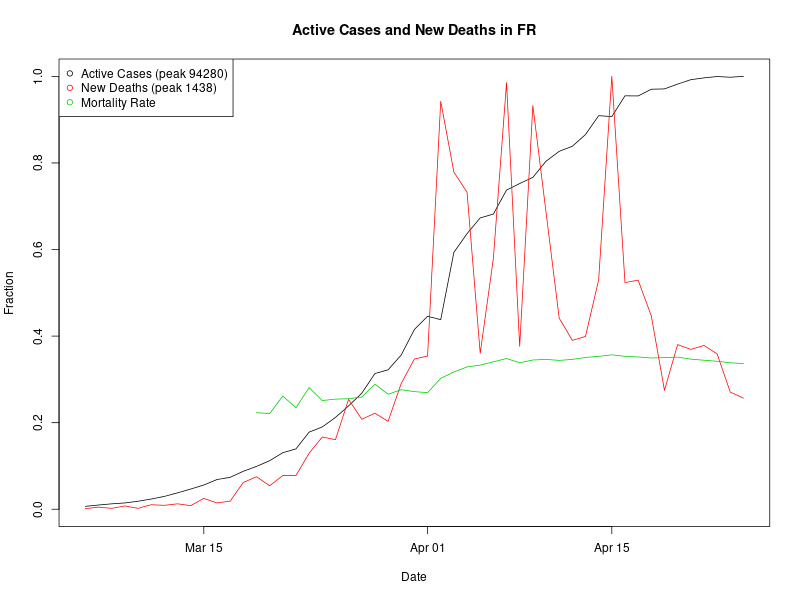 Active Cases and New Deaths in FR
Active Cases (peak 94280)
New Deaths (peak 1438)
Mortality Rate
1.0
0.8
0.6
0.4
0.2
0.0
Fraction
Mar 15
Apr 01
Apr 15
Date